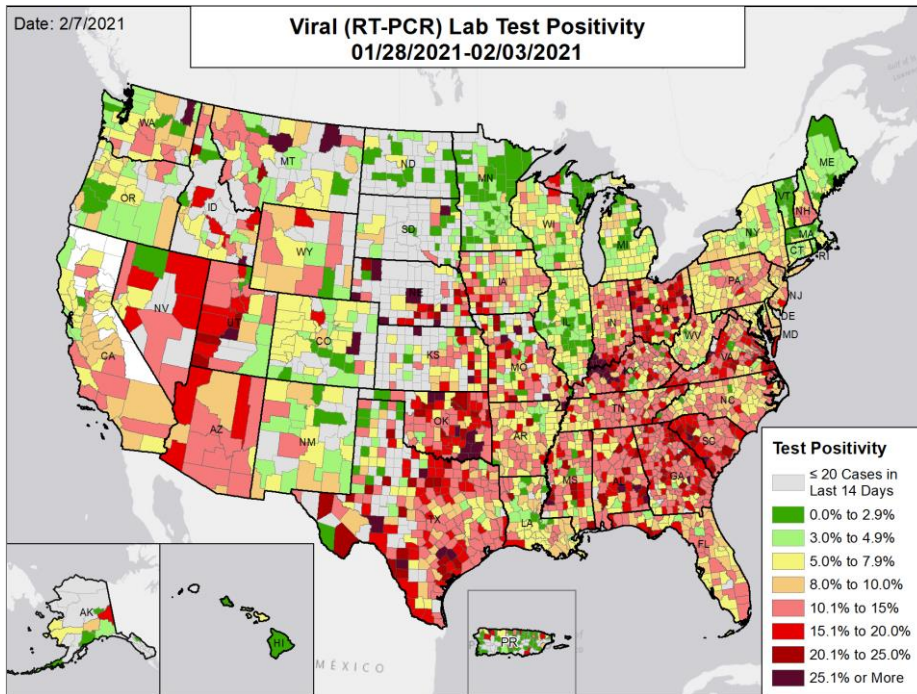 Date: 2/7/2021
Viral (RT-PCR) Lab Test Positivity
01/28/2021-02/03/2021
WA
MT
ND
MN
ME
OR
ID
SD
WI
VT
NH
WY
MI
NY
MA
CT
RI
NE
IA
PA
NJ
NV
UT
CO
IL
IN
OH
DE
MD
CA
KS
MO
WV
VA
KY
AZ
NM
OK
AR
TN
NC
SC
MS
AL
GA
TX
LA
FL
AK
HI
PR
MÉXICO
Test Positivity
≤ 20 Cases in
Last 14 Days
0.0% to 2.9%
3.0% to 4.9%
5.0% to 7.9%
8.0% to 10.0%
10.1% to 15%
15.1% to 20.0%
20.1% to 25.0%
25.1% or More